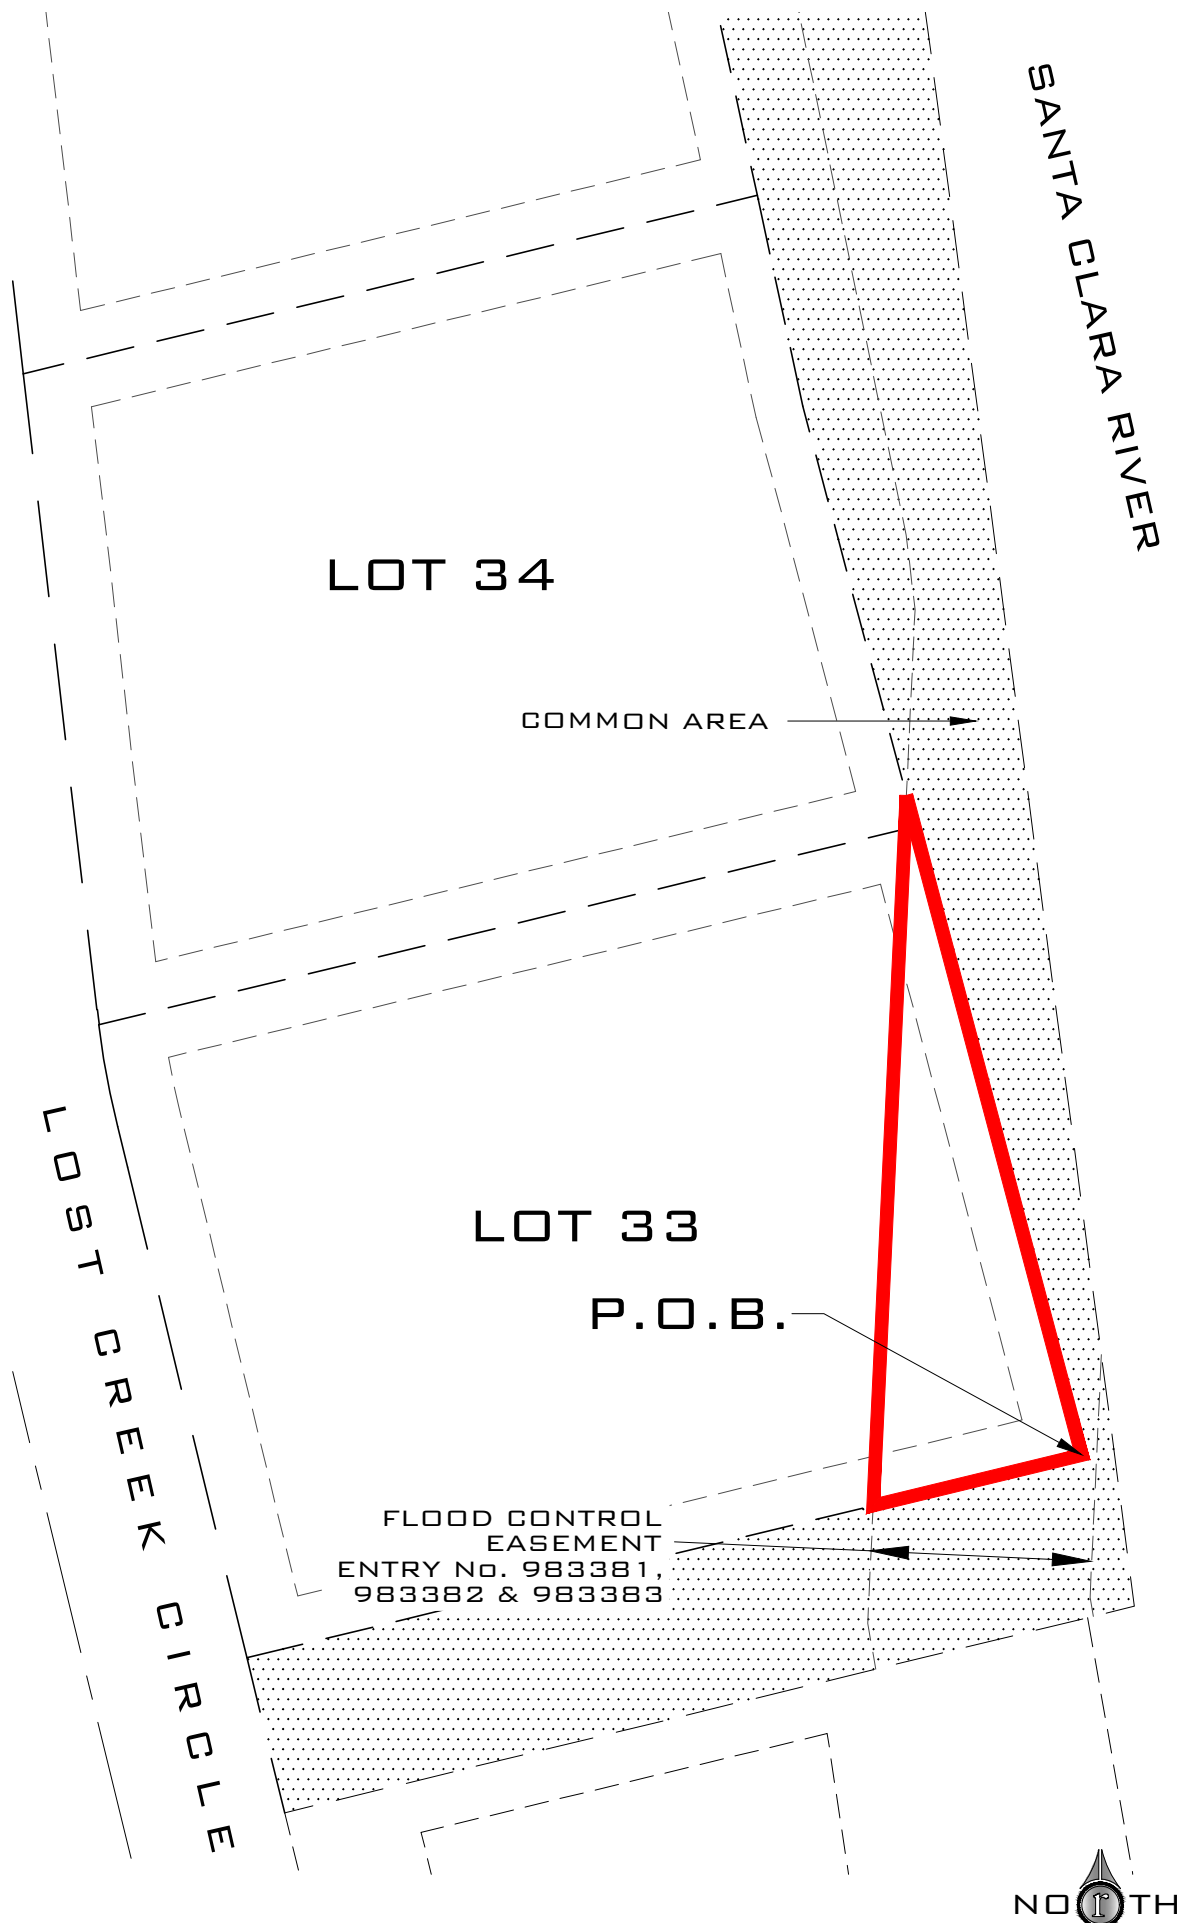 SANTA CLARA RIVER
LOT 34
COMMON AREA
LOST CREEK CIRCLE
LOT 33
P.O.B.
FLOOD CONTROL
EASEMENT
ENTRY No. 983381,
983382 & 983383
NOrTH